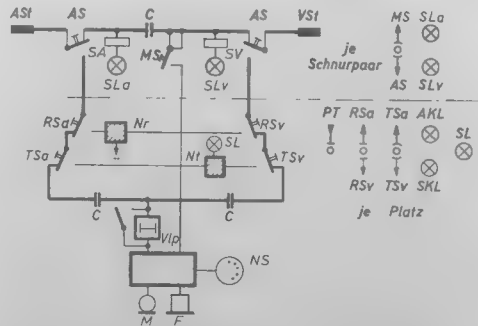 ASt AS C AS VSt
SA MS SV
SLa SLv
RSa Nr RSv
SL
TSa Nt TSv
C C
Vlp
NS
M F
MS SLa
je
Schnurpaar
AS SLv
PT RSa TSa AKL
SL
RSv TSv SKL
je Platz